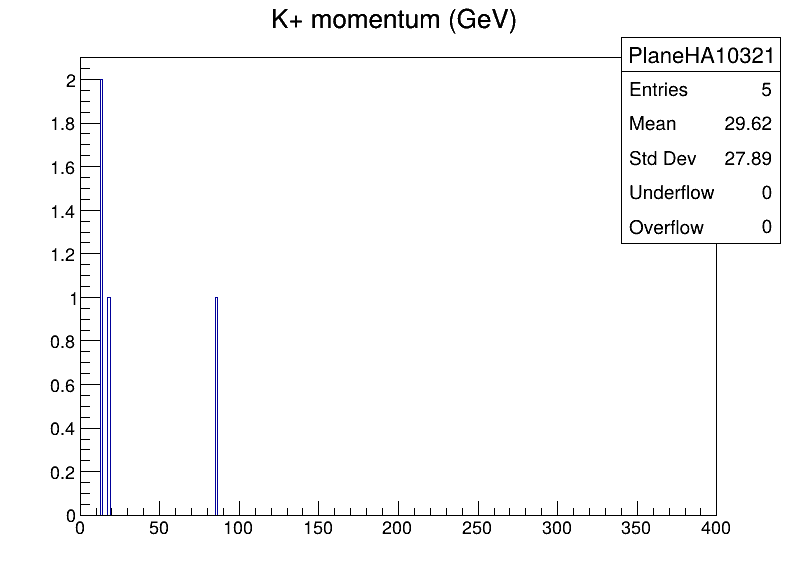 K+ momentum (GeV)
PlaneHA10321
Entries 5
Mean 29.62
Std Dev 27.89
Underflow 0
Overflow 0
2
1.8
1.6
1.4
1.2
1
0.8
0.6
0.4
0.2
0
0 50 100 150 200 250 300 350 400